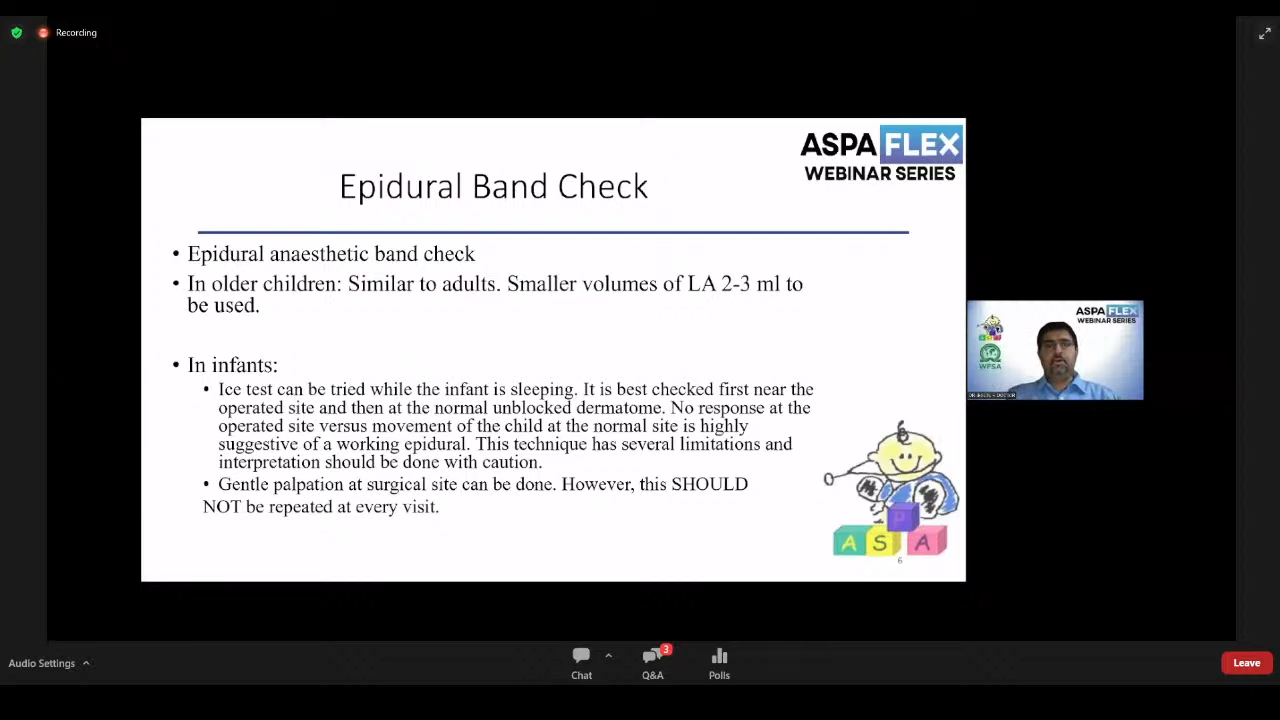 Recording
ASPA FLEX
WEBINAR SERIES
Epidural Band Check
• Epidural anaesthetic band check
• In older children: Similar to adults. Smaller volumes of LA 2-3 ml to
be used.
• In infants:
• Ice test can be tried while the infant is sleeping. It is best checked first near the
operated site and then at the normal unblocked dermatome. No response at the
operated site versus movement of the child at the normal site is highly
suggestive of a working epidural. This technique has several limitations and
interpretation should be done with caution.
• Gentle palpation at surgical site can be done. However, this SHOULD
NOT be repeated at every visit.
P
A S A
6
ASPA FLEX
WEBINAR SERIES
WFSA
Audio Settings
Chat
Q&A
3
Polls
Leave